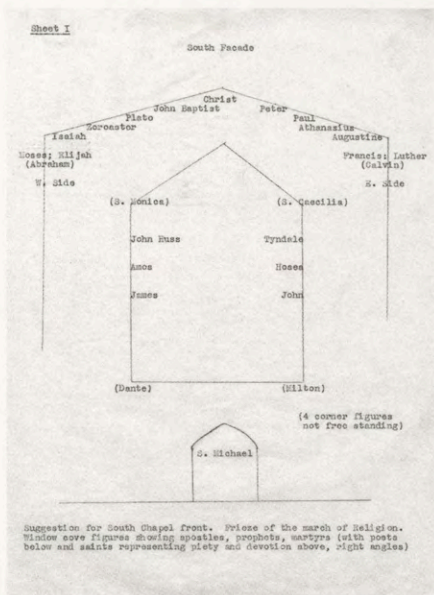 Sheet I
South Facade
Christ
John Baptist Peter
Plato Paul
Zoroaster Athanasius
Isaiah Augustine
Moses; Elijah Francis; Luther
(Abraham) (Calvin)
W. Side E. Side
(S. Monica) (S. Caecilia)
John Huss Tyndale
Amos Hosea
James John
(Dante) (Milton)
(4 corner figures
not free standing)
S. Michael
Suggestion for South Chapel front. Frieze of the march of Religion.
Window cove figures showing apostles, prophets, martyrs (with poets
below and saints representing piety and devotion above, right angles)